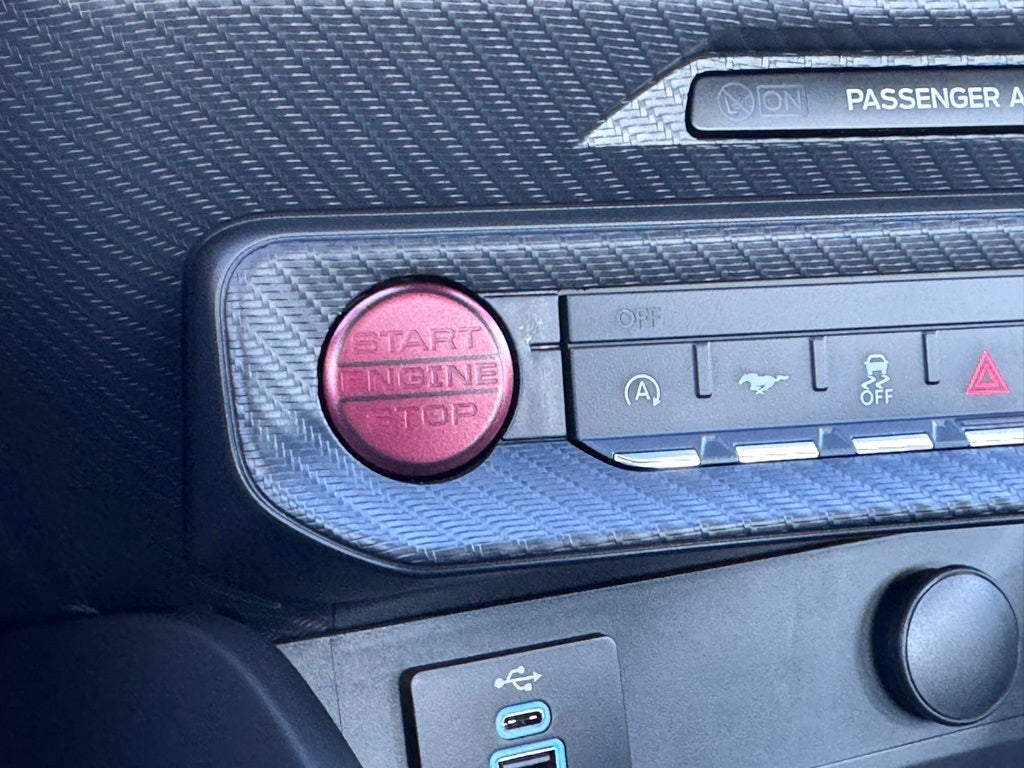 ON PASSENGER A
OFF
START
ENGINE
STOP
A
OFF